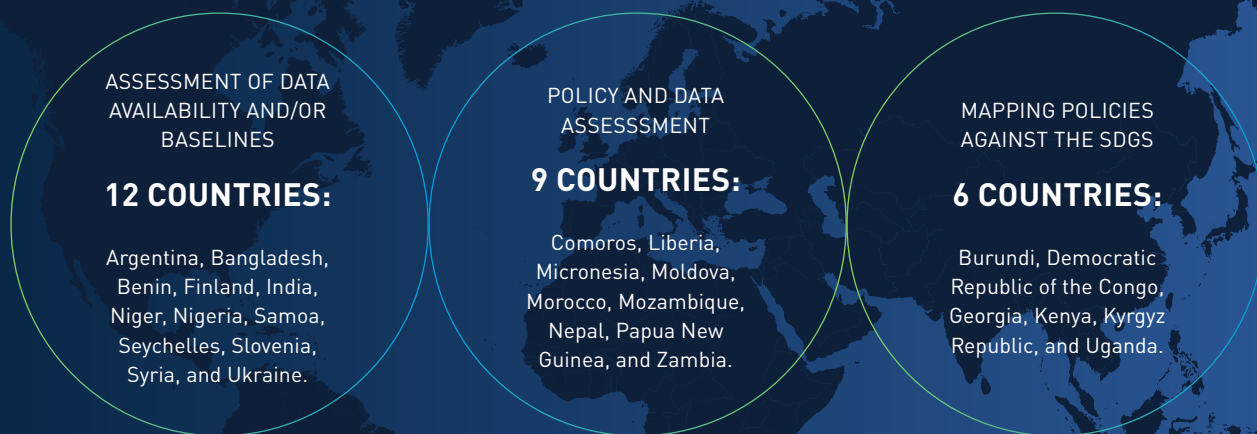 ASSESSMENT OF DATA
AVAILABILITY AND/OR
BASELINES
12 COUNTRIES:
Argentina, Bangladesh,
Benin, Finland, India,
Niger, Nigeria, Samoa,
Seychelles, Slovenia,
Syria, and Ukraine.
POLICY AND DATA
ASSESSSMENT
9 COUNTRIES:
Comoros, Liberia,
Micronesia, Moldova,
Morocco, Mozambique,
Nepal, Papua New
Guinea, and Zambia.
MAPPING POLICIES
AGAINST THE SDGS
6 COUNTRIES:
Burundi, Democratic
Republic of the Congo,
Georgia, Kenya, Kyrgyz
Republic, and Uganda.